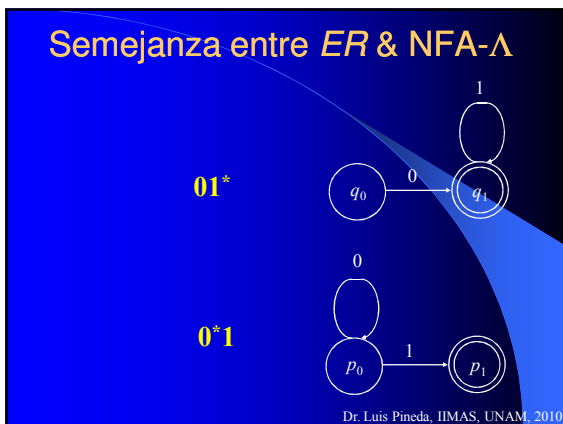 Semejanza entre ER & NFA-Λ
1
01*
q0
0
q1
0
0*1
p0
1
p1
Dr. Luis Pineda, IIMAS, UNAM, 2010